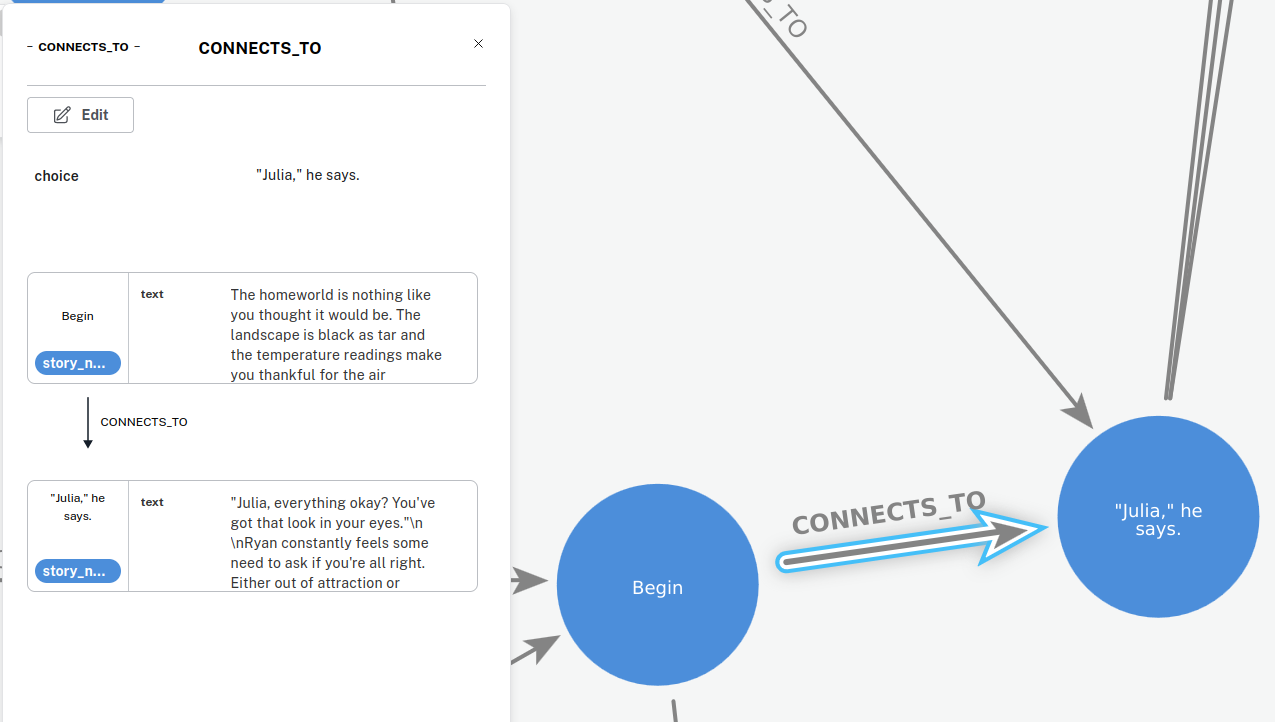 CONNECTS_TO
CONNECTS_TO
Edit
choice
"Julia," he says.
Begin
story_n...
text
The homeworld is nothing like
you thought it would be. The
landscape is black as tar and
the temperature readings make
you thankful for the air
CONNECTS_TO
"Julia," he
says.
story_n...
text
"Julia, everything okay? You've
got that look in your eyes."\n
\nRyan constantly feels some
need to ask if you're all right.
Either out of attraction or
_TO
CONNECTS_TO
Begin
"Julia," he
says.